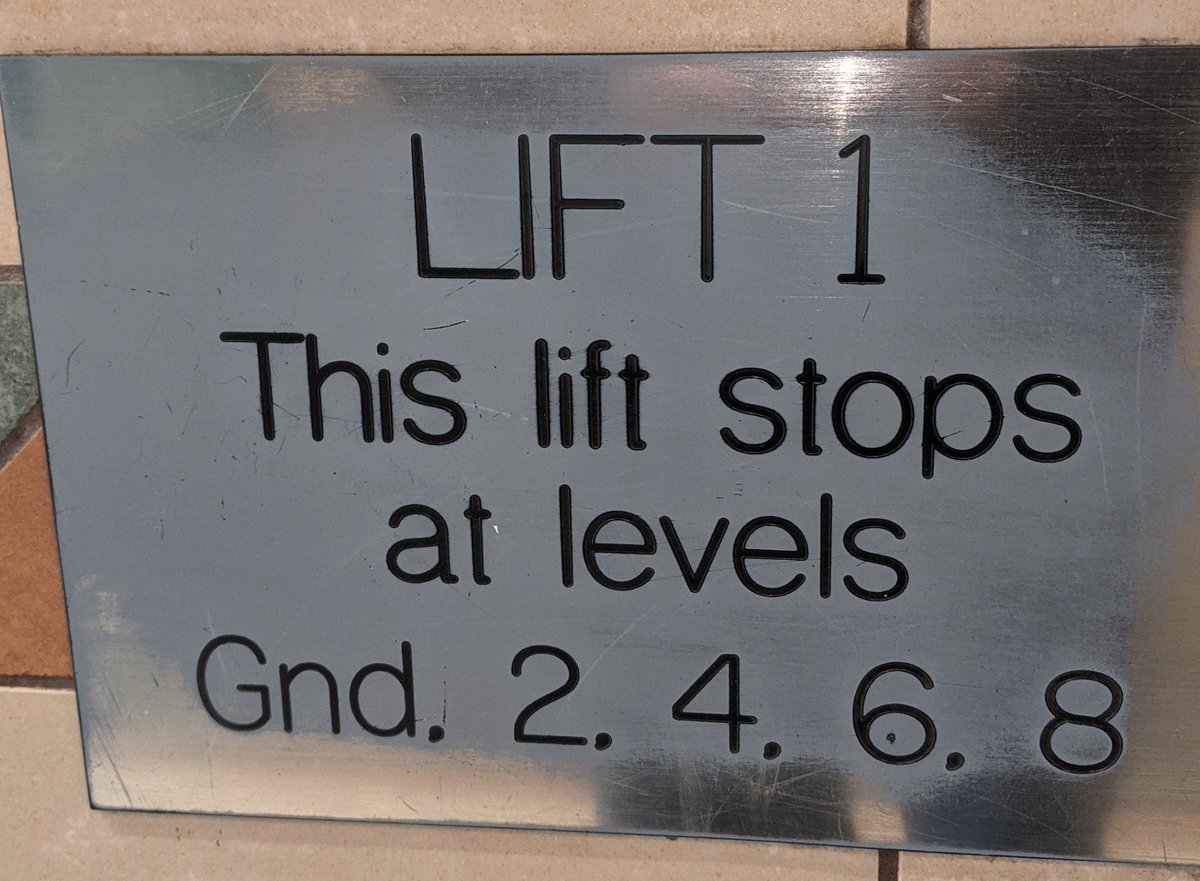 LIFT 1
This lift stops
at levels
Gnd, 2, 4, 6, 8